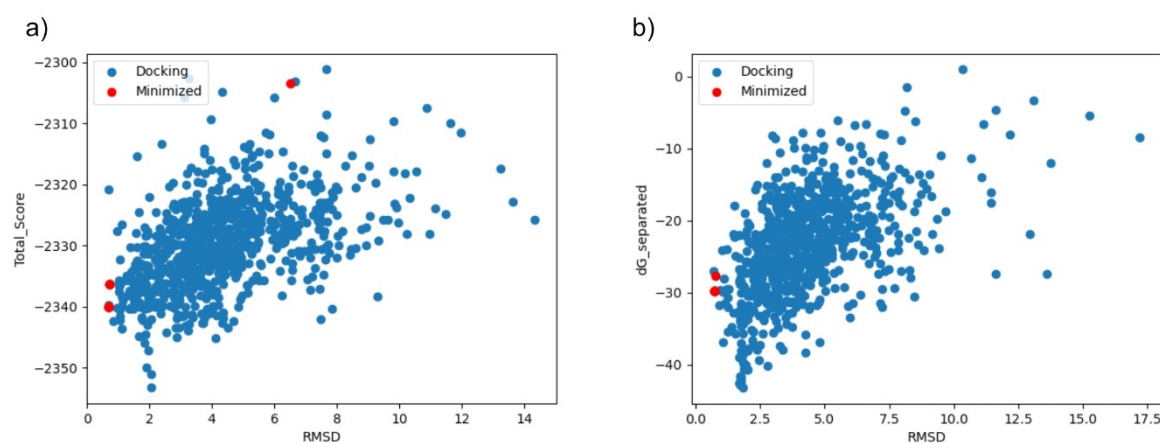 a)
−2300
−2310
−2320
−2330
−2340
−2350
Total_Score
Docking
Minimized
0 2 4 6 8 10 12 14
RMSD
b)
0
−10
−20
−30
−40
dG_separated
Docking
Minimized
0.0 2.5 5.0 7.5 10.0 12.5 15.0 17.5
RMSD